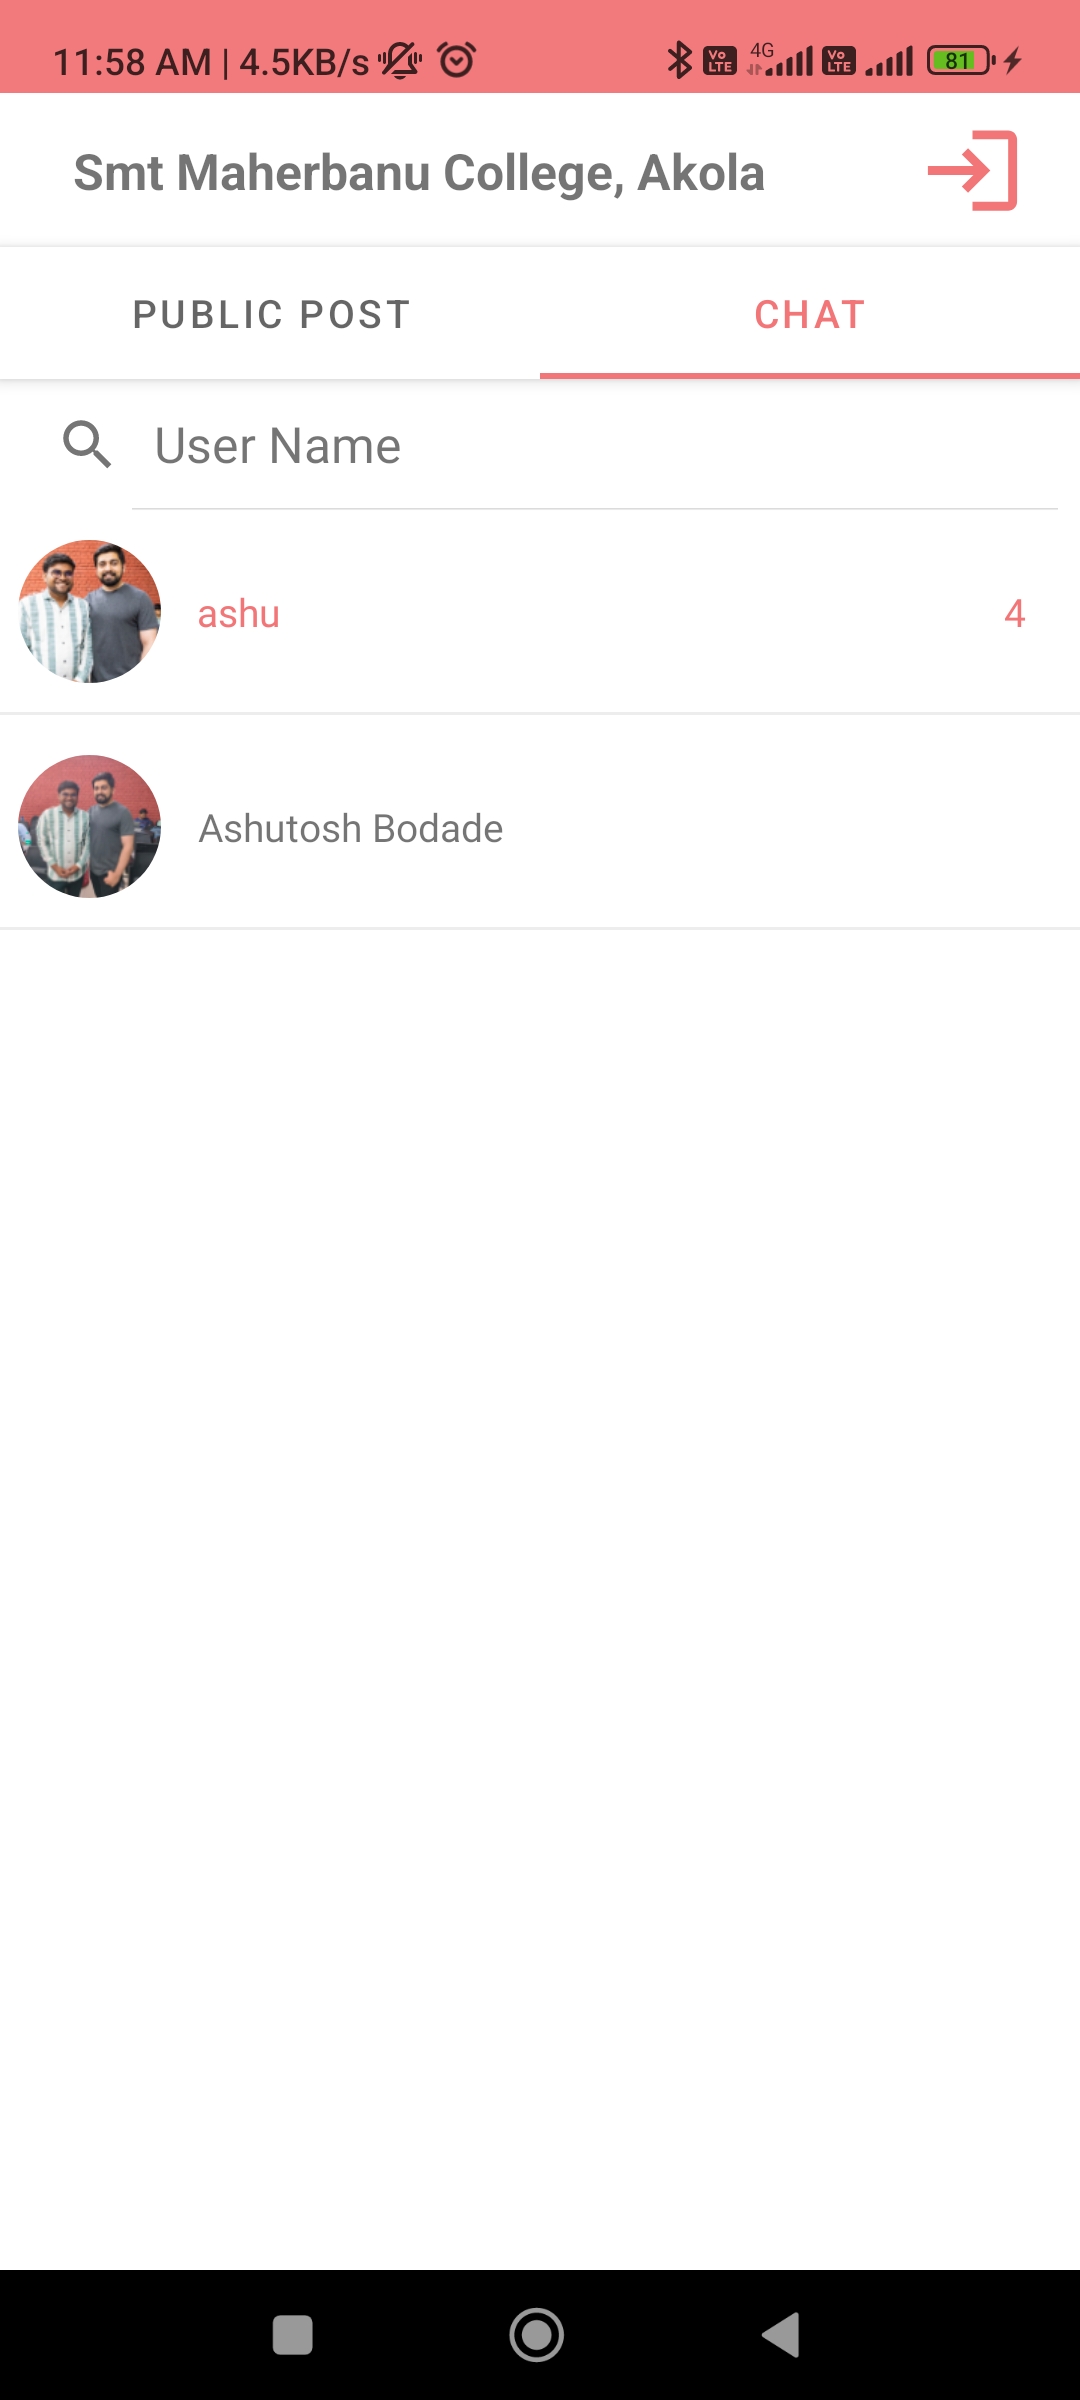 11:58 AM | 4.5KB/s Vo LTE 4G Vo LTE 81
Smt Maherbanu College, Akola
PUBLIC POST CHAT
User Name
ashu 4
Ashutosh Bodade